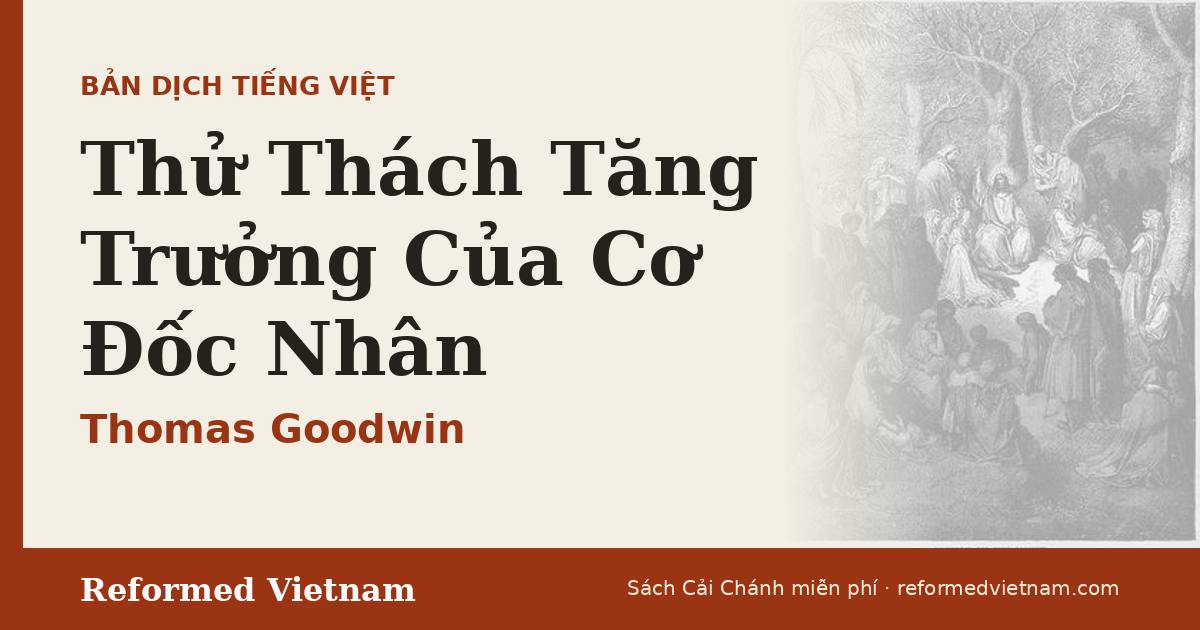 BẢN DỊCH TIẾNG VIỆT
Thử Thách Tăng
Trưởng Của Cơ
Đốc Nhân
Thomas Goodwin
Reformed Vietnam
Sách Cải Chánh miễn phí · reformedvietnam.com